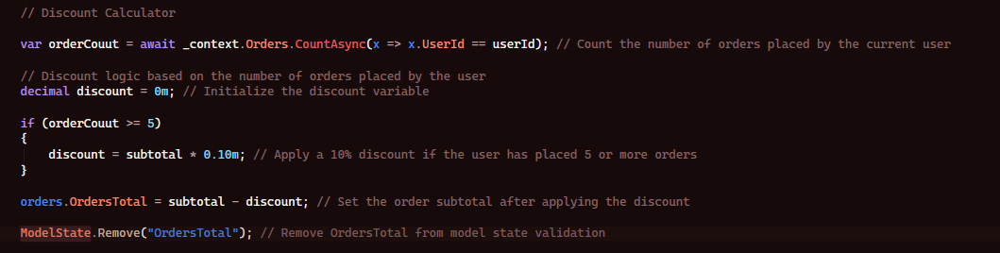 // Discount Calculator
var orderCouut = await _context.Orders.CountAsync(x => x.UserId == userId); // Count the number of orders placed by the current user
// Discount logic based on the number of orders placed by the user
decimal discount = 0m; // Initialize the discount variable
if (orderCouut >= 5)
{
discount = subtotal * 0.10m; // Apply a 10% discount if the user has placed 5 or more orders
}
orders.OrdersTotal = subtotal - discount; // Set the order subtotal after applying the discount
ModelState.Remove("OrdersTotal"); // Remove OrdersTotal from model state validation